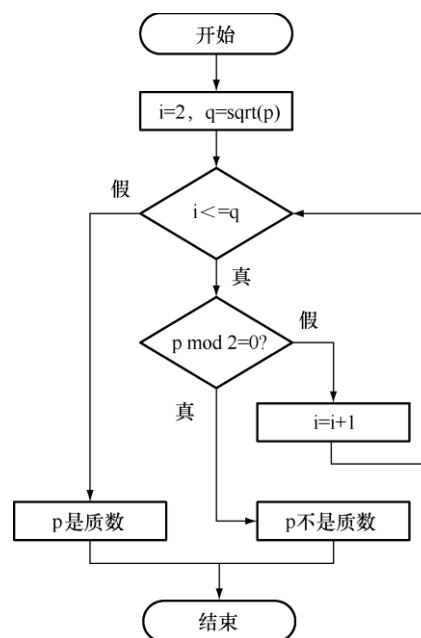 开始
i=2，q=sqrt(p)
i<=q
假
真
p mod 2=0?
假
真
i=i+1
p是质数
p不是质数
结束